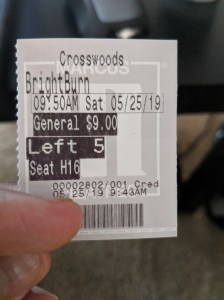 Crosswoods
MARCUS
BrightBurn
09:50AM Sat 05/25/19
General $9.00
Left 5
Seat H16
00002802/001 Cred
05/25/19 9:43AM